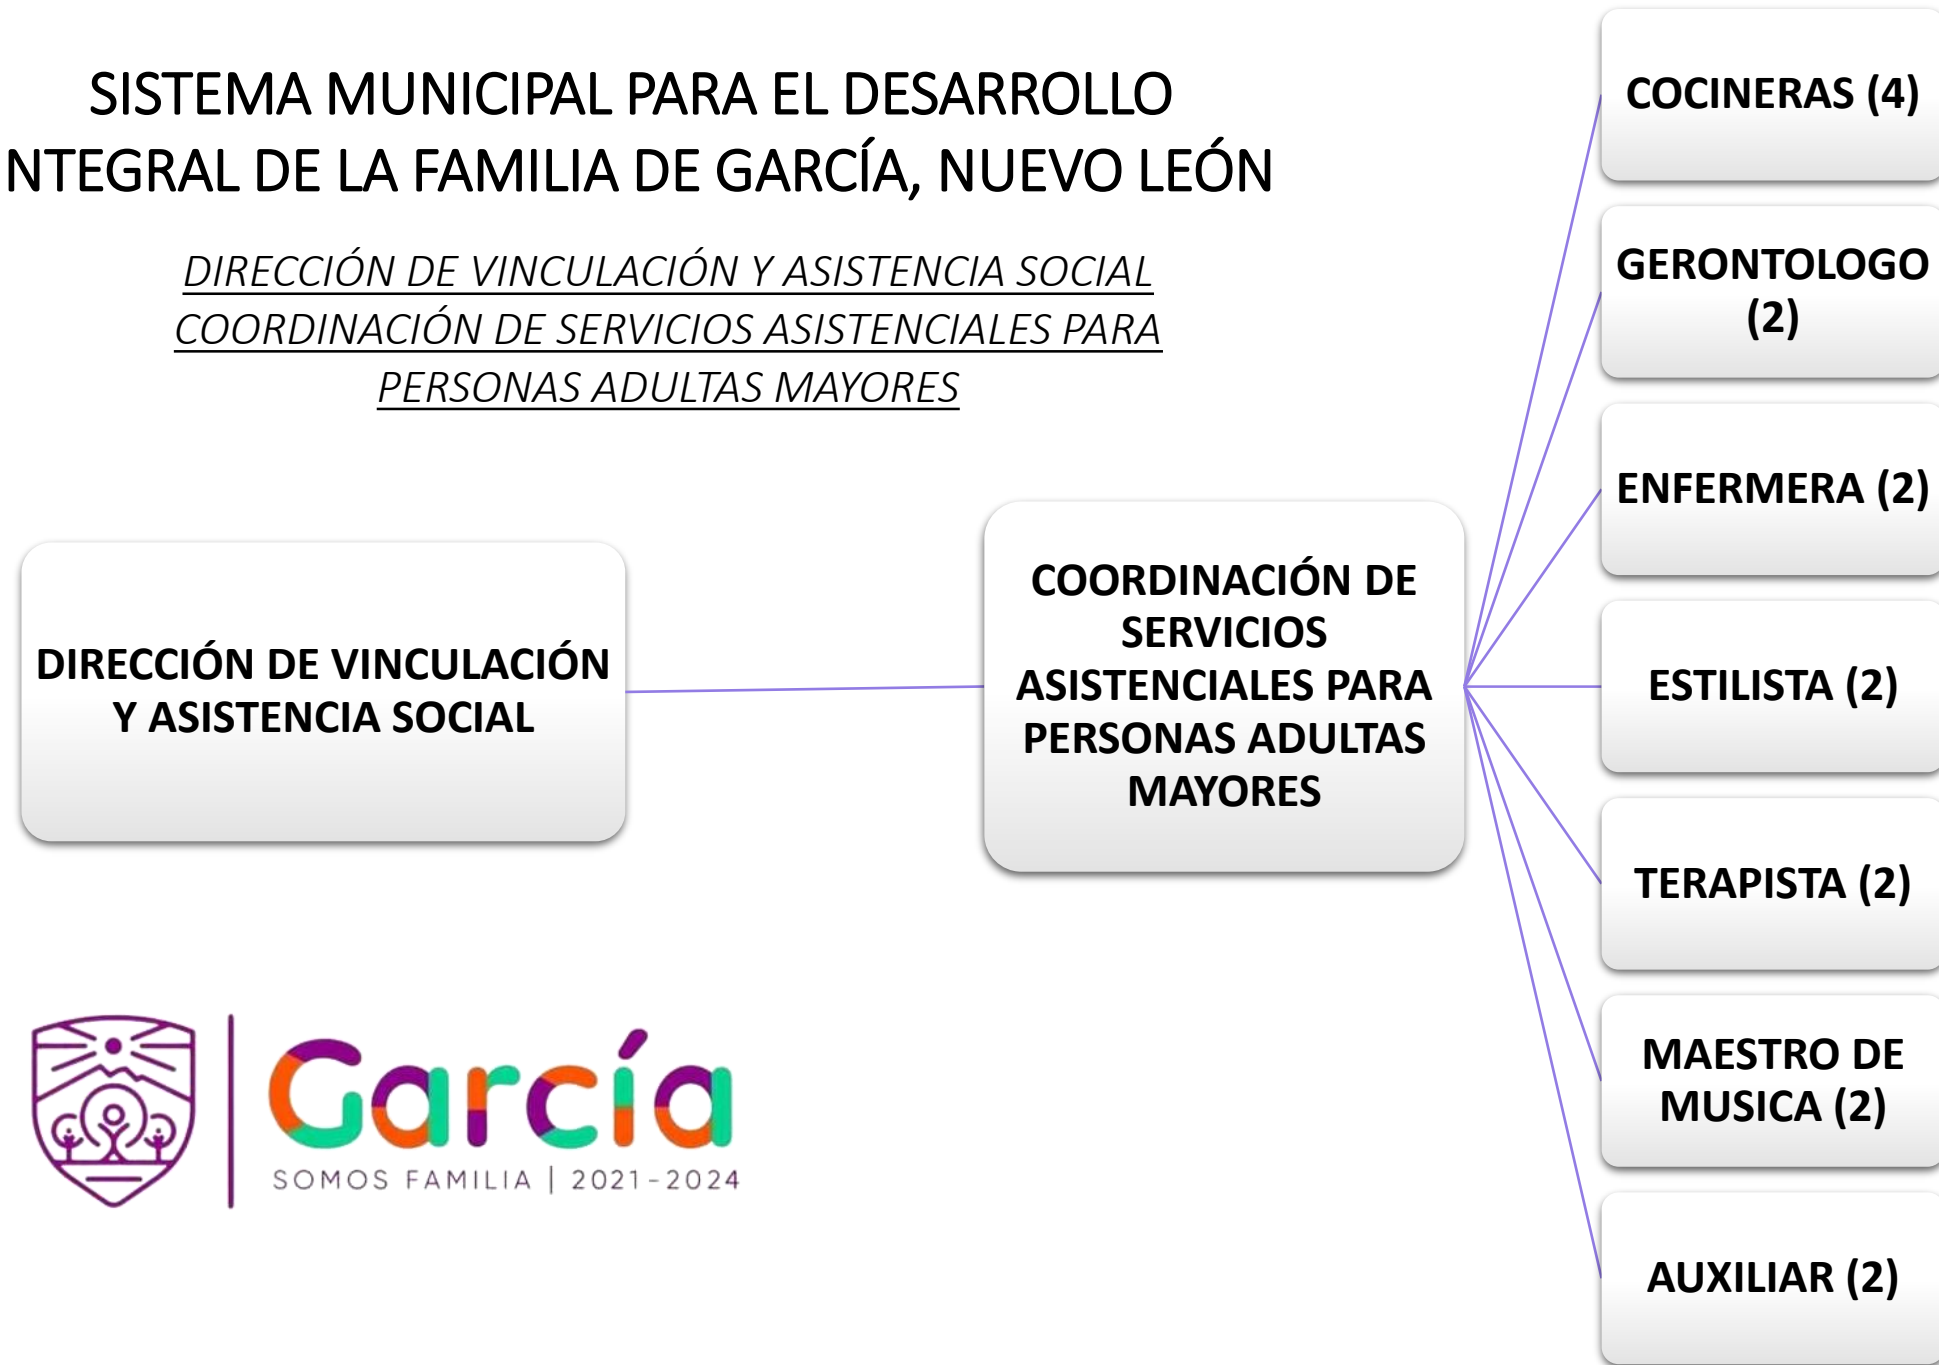 SISTEMA MUNICIPAL PARA EL DESARROLLO
NTEGRAL DE LA FAMILIA DE GARCÍA, NUEVO LEÓN
DIRECCIÓN DE VINCULACIÓN Y ASISTENCIA SOCIAL
COORDINACIÓN DE SERVICIOS ASISTENCIALES PARA
PERSONAS ADULTAS MAYORES
DIRECCIÓN DE VINCULACIÓN
Y ASISTENCIA SOCIAL
COORDINACIÓN DE
SERVICIOS
ASISTENCIALES PARA
PERSONAS ADULTAS
MAYORES
COCINERAS (4)
GERONTOLOGO
(2)
ENFERMERA (2)
ESTILISTA (2)
TERAPISTA (2)
MAESTRO DE
MUSICA (2)
AUXILIAR (2)
García
SOMOS FAMILIA | 2021-2024